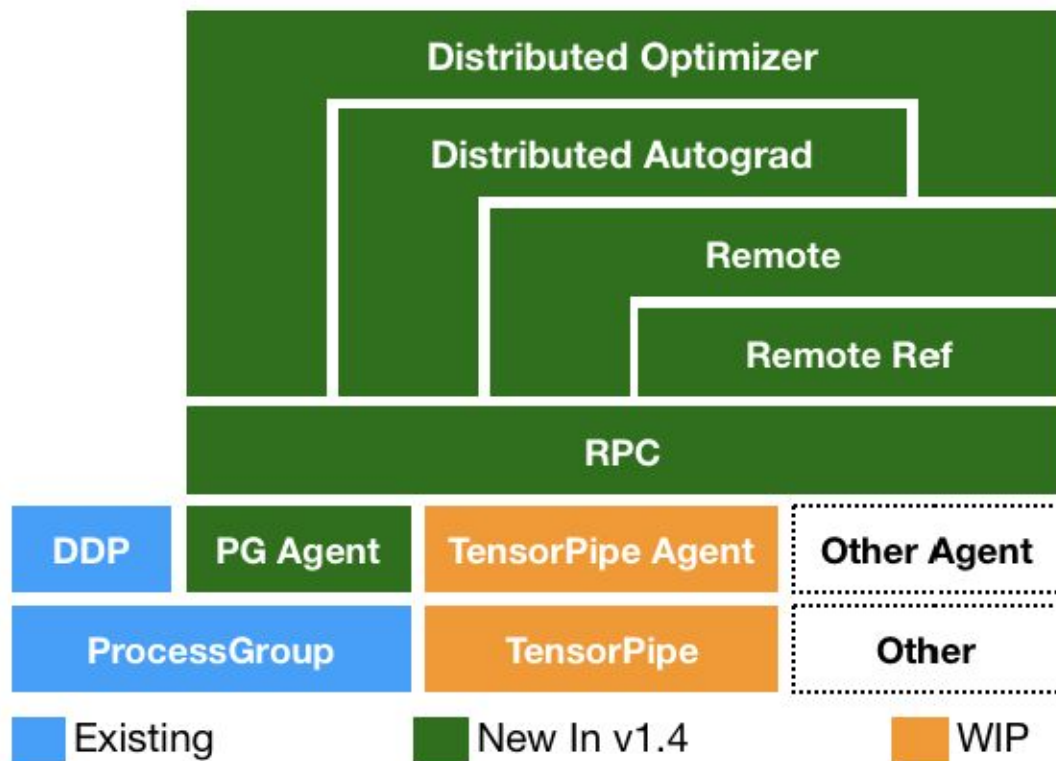 Distributed Optimizer
Distributed Autograd
Remote
Remote Ref
RPC
DDP PG Agent TensorPipe Agent Other Agent
ProcessGroup TensorPipe Other
Existing New In v1.4 WIP